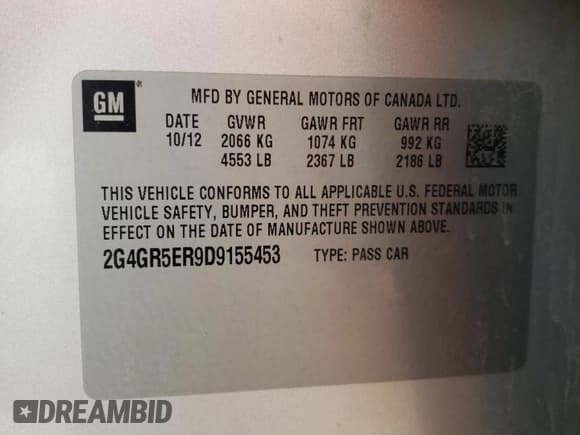 GM
MFD BY GENERAL MOTORS OF CANADA LTD.
DATE GVWR GAWR FRT GAWR RR
10/12 2066 KG 1074 KG 992 KG
4553 LB 2367 LB 2186 LB
THIS VEHICLE CONFORMS TO ALL APPLICABLE U.S. FEDERAL MOTOR
VEHICLE SAFETY, BUMPER, AND THEFT PREVENTION STANDARDS IN
EFFECT ON THE DATE OF MANUFACTURE SHOWN ABOVE.
2G4GR5ER9D9155453 TYPE: PASS CAR
DREAMBID